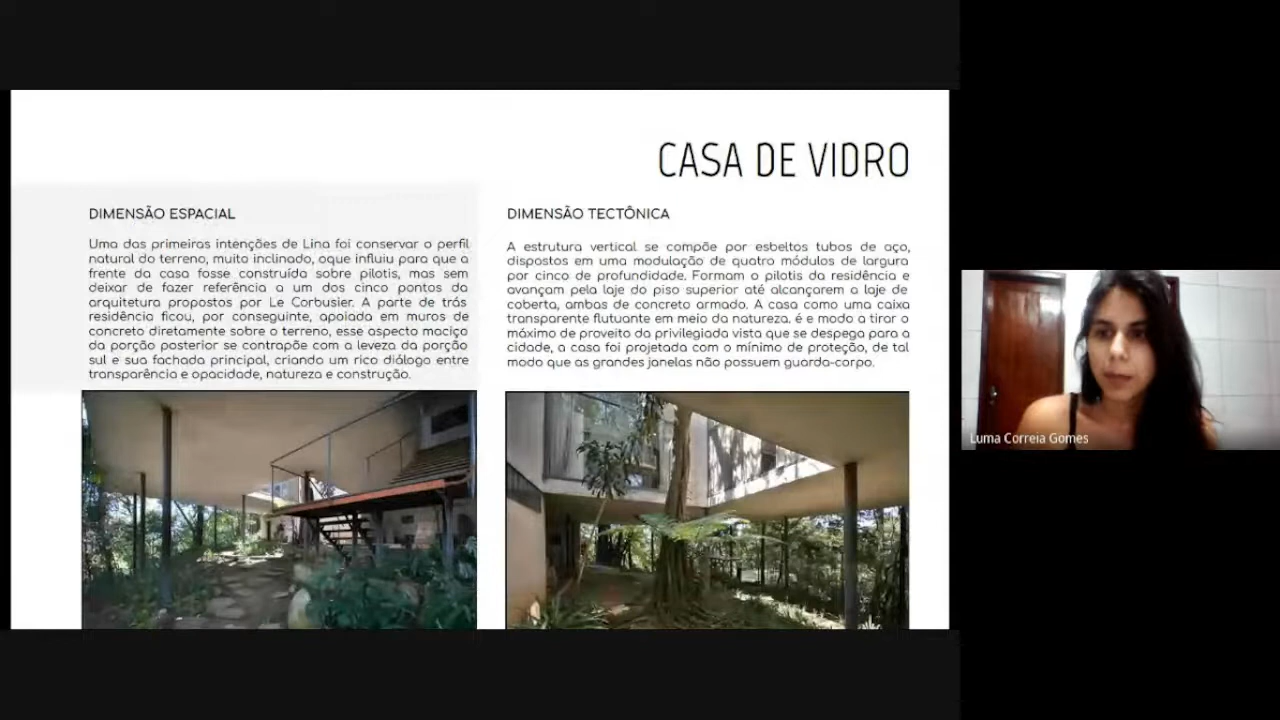 CASA DE VIDRO
DIMENSÃO ESPACIAL
Uma das primeiras intenções de Lina foi conservar o perfil
natural do terreno, muito inclinado, oque influiu para que a
frente da casa fosse construída sobre pilotis, mas sem
deixar de fazer referência a um dos cinco pontos da
arquitetura propostos por Le Corbusier. A parte de trás
residência ficou, por conseguinte, apoiada em muros de
concreto diretamente sobre o terreno, esse aspecto maciço
da porção posterior se contrapõe com a leveza da porção
sul e sua fachada principal, criando um rico diálogo entre
transparência e opacidade, natureza e construção.
DIMENSÃO TECTÔNICA
A estrutura vertical se compõe por esbeltos tubos de aço,
dispostos em uma modulação de quatro módulos de largura
por cinco de profundidade. Formam o pilotis da residência e
avançam pela laje do piso superior até alcançarem a laje de
coberta, ambas de concreto armado. A casa como uma caixa
transparente flutuante em meio da natureza, é e modo a tirar o
máximo de proveito da privilegiada vista que se despega para a
cidade, a casa foi projetada com o mínimo de proteção, de tal
modo que as grandes janelas não possuem guarda-corpo.
Luma Correia Gomes